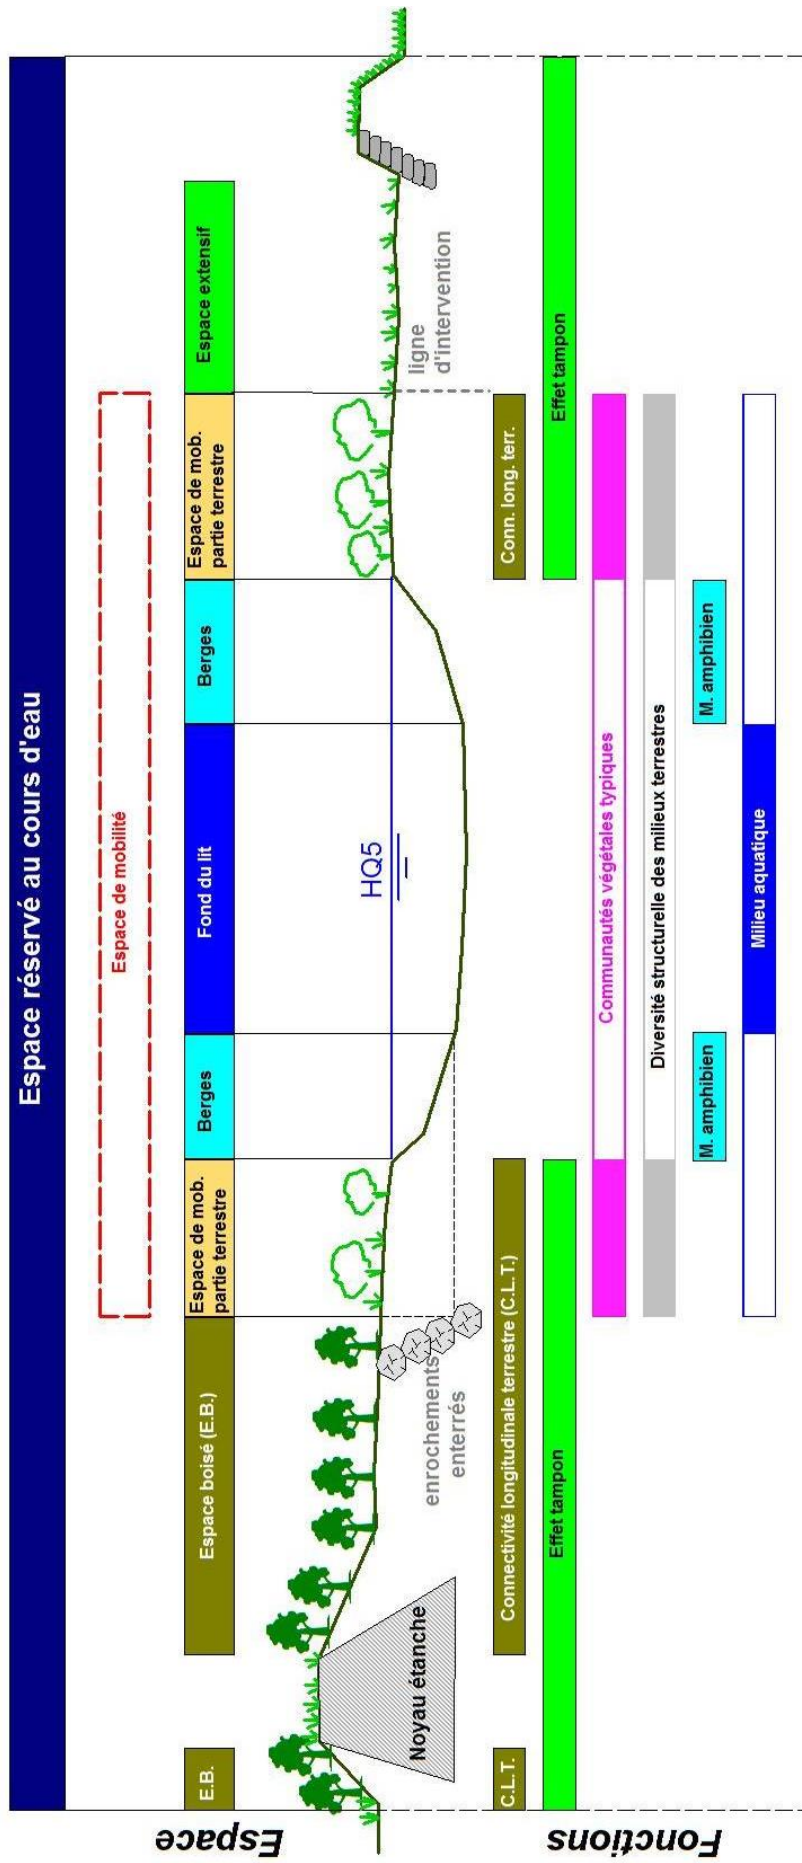 Espace réservé au cours d'eau
Espace
Espace de mobilité
E.B.
Espace boisé (E.B.)
Espace de mob.
partie terrestre
Berges
Fond du lit
Berges
Espace de mob.
partie terrestre
Espace extensif
HQ5
Noyau étanche
enrochements
enterrés
ligne
d'intervention
Fonctions
C.L.T.
Connectivité longitudinale terrestre (C.L.T.)
Conn. long. terr.
Effet tampon
Effet tampon
Communautés végétales typiques
Diversité structurelle des milieux terrestres
M. amphibien
M. amphibien
Milieu aquatique